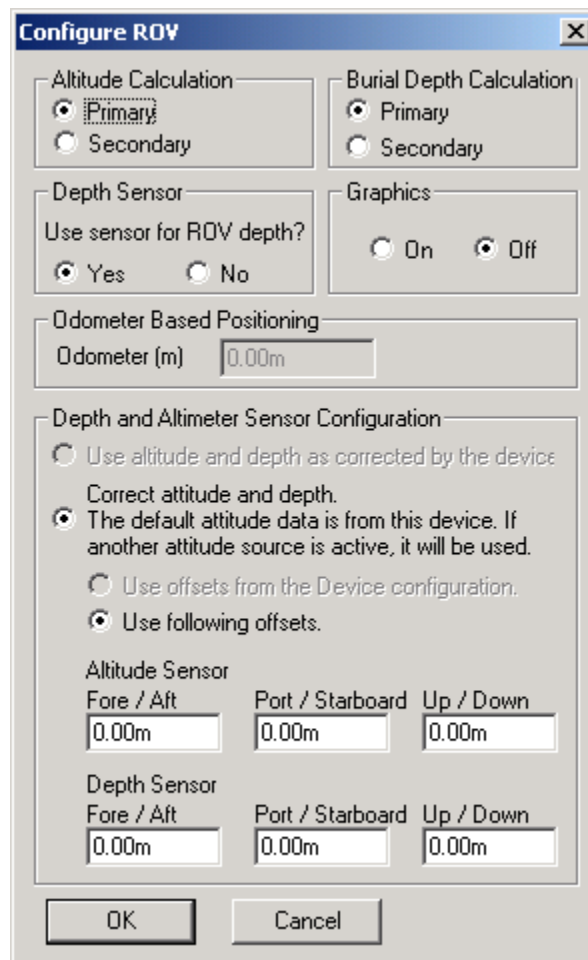 Configure ROV
Altitude Calculation
Primary
Secondary
Burial Depth Calculation
Primary
Secondary
Depth Sensor
Use sensor for ROV depth?
Yes No
Graphics
On Off
Odometer Based Positioning
Odometer (m) 0.00m
Depth and Altimeter Sensor Configuration
Use altitude and depth as corrected by the device
Correct attitude and depth.
The default attitude data is from this device. If
another attitude source is active, it will be used.
Use offsets from the Device configuration.
Use following offsets.
Altitude Sensor
Fore / Aft Port / Starboard Up / Down
0.00m 0.00m 0.00m
Depth Sensor
Fore / Aft Port / Starboard Up / Down
0.00m 0.00m 0.00m
OK Cancel